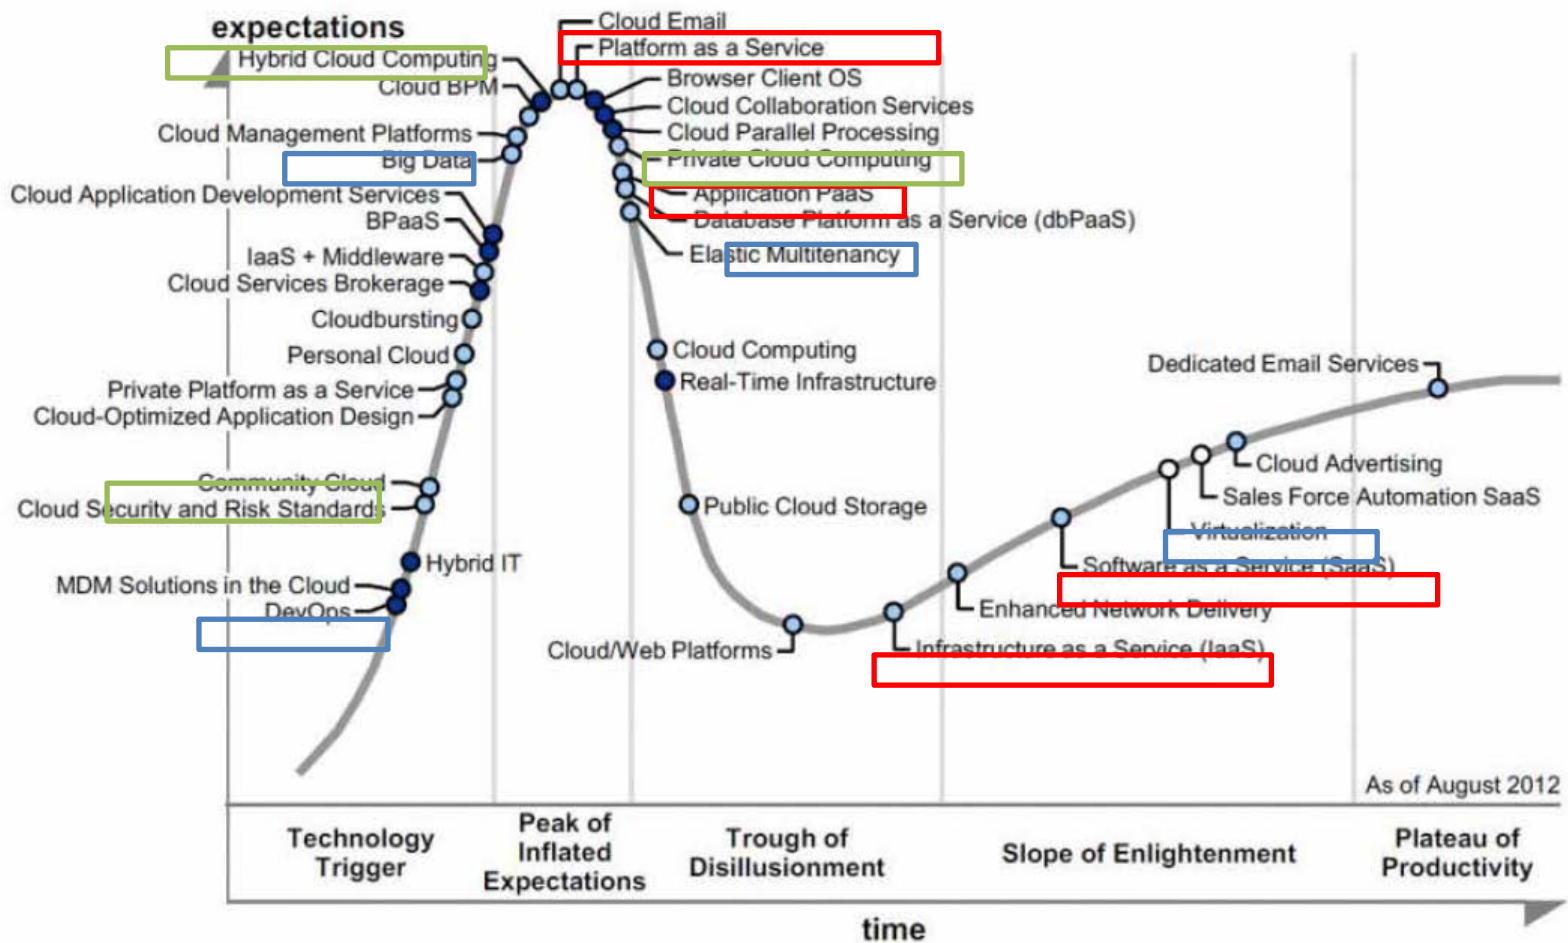 expectations
Hybrid Cloud Computing
Cloud BPM
Cloud Management Platforms
Big Data
Cloud Application Development Services
BPaaS
IaaS + Middleware
Cloud Services Brokerage
Cloudbursting
Personal Cloud
Private Platform as a Service
Cloud-Optimized Application Design
Community Cloud
Cloud Security and Risk Standards
Hybrid IT
MDM Solutions in the Cloud
DevOps
Cloud Email
Platform as a Service
Browser Client OS
Cloud Collaboration Services
Cloud Parallel Processing
Private Cloud Computing
Application PaaS
Database Platform as a Service (dbPaaS)
Elastic Multitenancy
Cloud Computing
Real-Time Infrastructure
Public Cloud Storage
Cloud/Web Platforms
Infrastructure as a Service (IaaS)
Enhanced Network Delivery
Software as a Service (SaaS)
Virtualization
Sales Force Automation SaaS
Cloud Advertising
Dedicated Email Services
As of August 2012
Technology
Trigger
Peak of
Inflated
Expectations
Trough of
Disillusionment
Slope of Enlightenment
Plateau of
Productivity
time